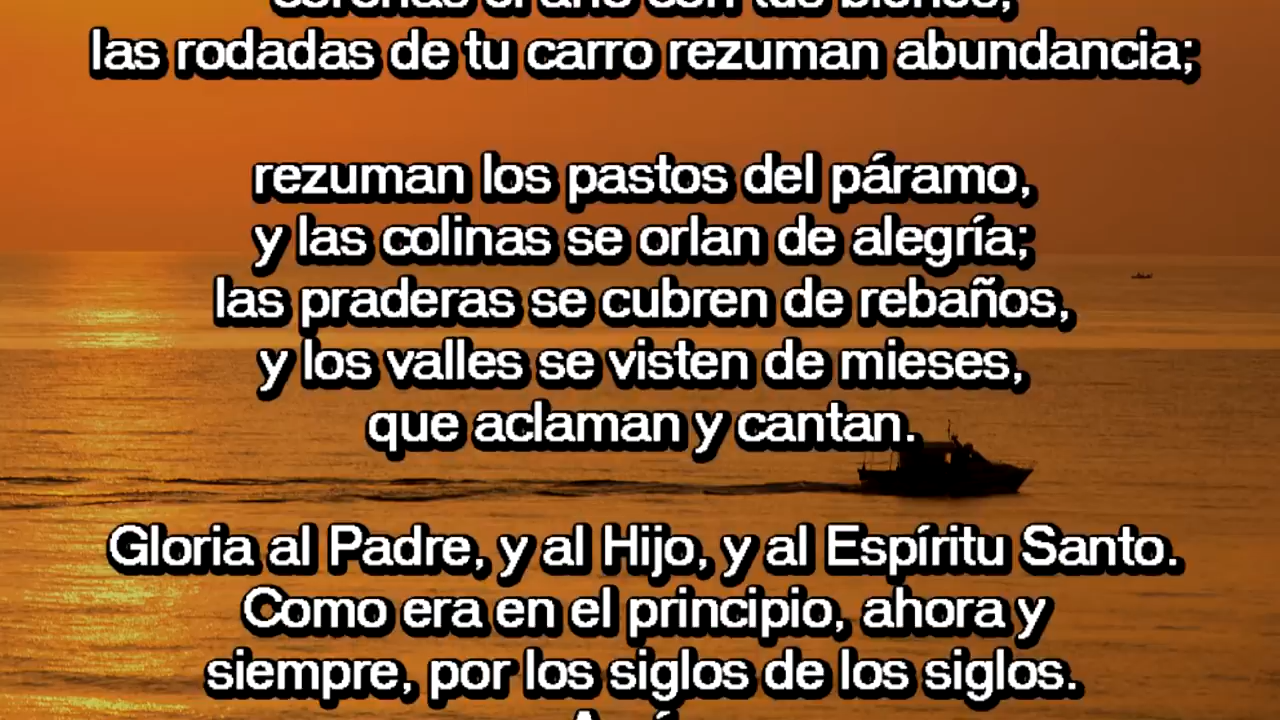 las rodadas de tu carro rezuman abundancia;
rezuman los pastos del páramo,
y las colinas se orlan de alegría;
las praderas se cubren de rebaños,
y los valles se visten de mieses,
que aclaman y cantan.
Gloria al Padre, y al Hijo, y al Espíritu Santo.
Como era en el principio, ahora y
siempre, por los siglos de los siglos.